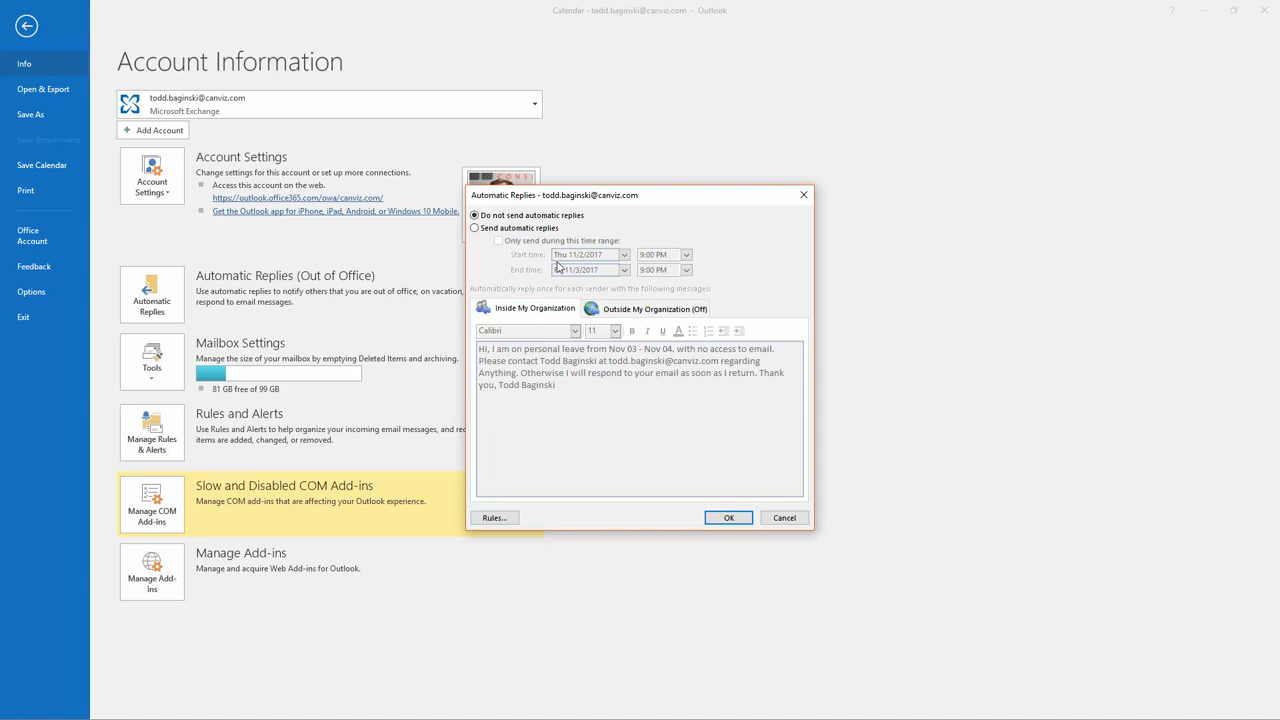 Calendar - todd.baginski@canviz.com - Outlook
?
Info
Open & Export
Save As
Save Attachments
Save Calendar
Print
Office
Account
Feedback
Options
Exit
Account Information
todd.baginski@canviz.com
Microsoft Exchange
+ Add Account
Account
Settings
Account Settings
Change settings for this account or set up more connections.
Access this account on the web.
https://outlook.office365.com/owa/canviz.com/
Get the Outlook app for iPhone, iPad, Android, or Windows 10 Mobile.
CONSI
Automatic
Replies
Automatic Replies (Out of Office)
Use automatic replies to notify others that you are out of office, on vacation,
respond to email messages.
Tools
Mailbox Settings
Manage the size of your mailbox by emptying Deleted Items and archiving.
81 GB free of 99 GB
Manage Rules
& Alerts
Rules and Alerts
Use Rules and Alerts to help organize your incoming email messages, and rec
items are added, changed, or removed.
Manage COM
Add-ins
Slow and Disabled COM Add-ins
Manage COM add-ins that are affecting your Outlook experience.
Manage Add-
ins
Manage Add-ins
Manage and acquire Web Add-ins for Outlook.
Automatic Replies - todd.baginski@canviz.com
Do not send automatic replies
Send automatic replies
Only send during this time range:
Start time: Thu 11/2/2017 9:00 PM
End time: 11/3/2017 9:00 PM
Automatically reply once for each sender with the following messages:
Inside My Organization
Outside My Organization (Off)
Calibri 11 B I U A
Hi, I am on personal leave from Nov 03 - Nov 04. with no access to email.
Please contact Todd Baginski at todd.baginski@canviz.com regarding
Anything. Otherwise I will respond to your email as soon as I return. Thank
you, Todd Baginski
Rules... OK Cancel